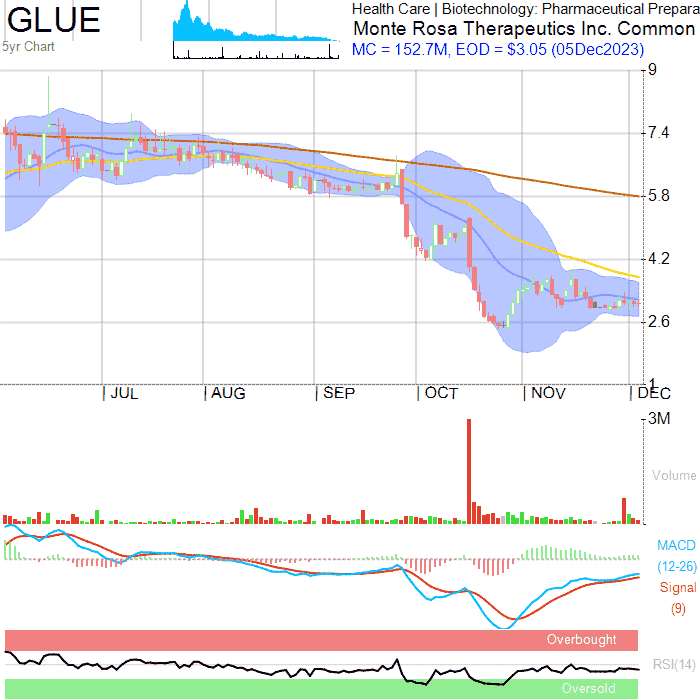 GLUE
5yr Chart
Health Care | Biotechnology: Pharmaceutical Prepara
Monte Rosa Therapeutics Inc. Common
MC = 152.7M, EOD = $3.05 (05Dec2023)
9
7.4
5.8
4.2
2.6
1
JUL AUG SEP OCT NOV DEC
3M
Volume
MACD
(12-26)
Signal
(9)
Overbought
RSI(14)
Oversold